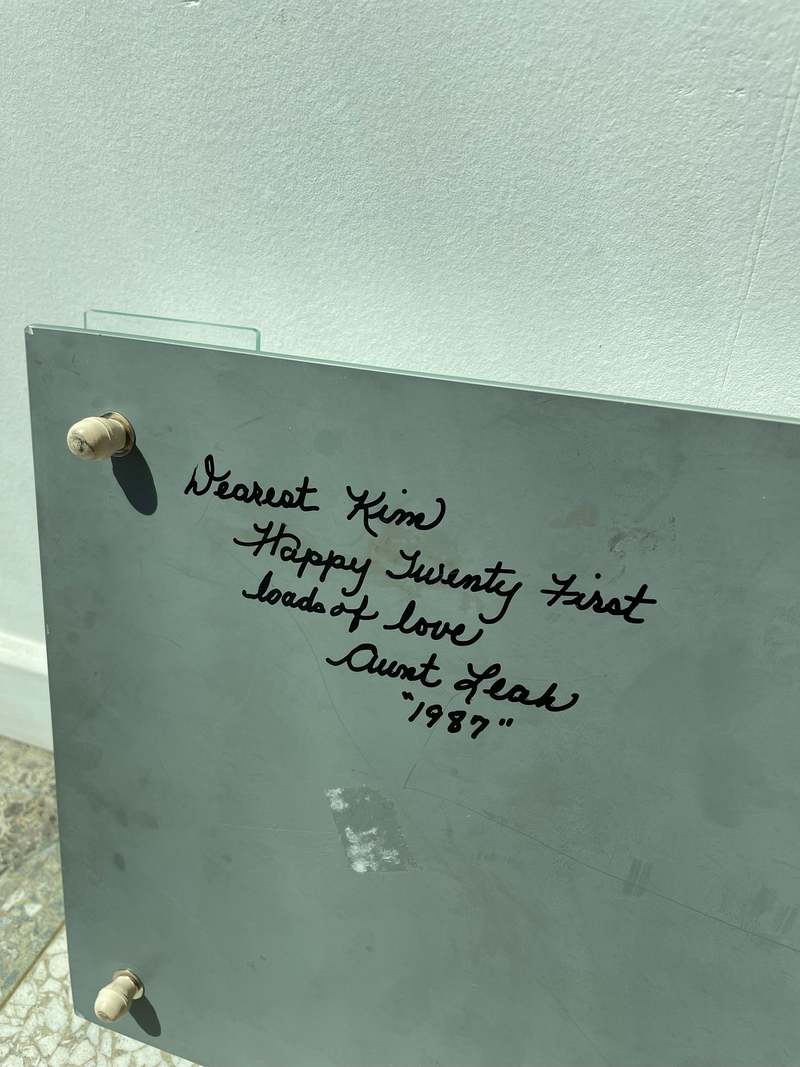 Dearest Kim
Happy Twenty First
loads of love
Aunt Leah
"1987"